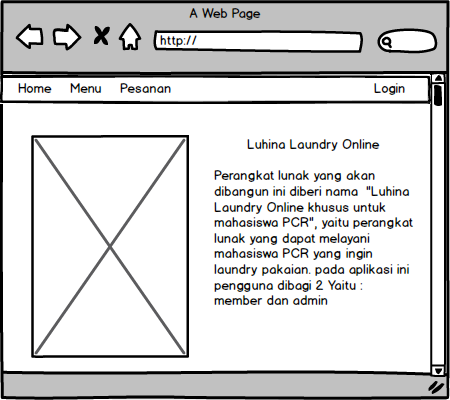 A Web Page
http://
Home Menu Pesanan Login
Luhina Laundry Online
Perangkat lunak yang akan
dibangun ini diberi nama "Luhina
Laundry Online khusus untuk
mahasiswa PCR", yaitu perangkat
lunak yang dapat melayani
mahasiswa PCR yang ingin
laundry pakaian. pada aplikasi ini
pengguna dibagi 2 Yaitu :
member dan admin